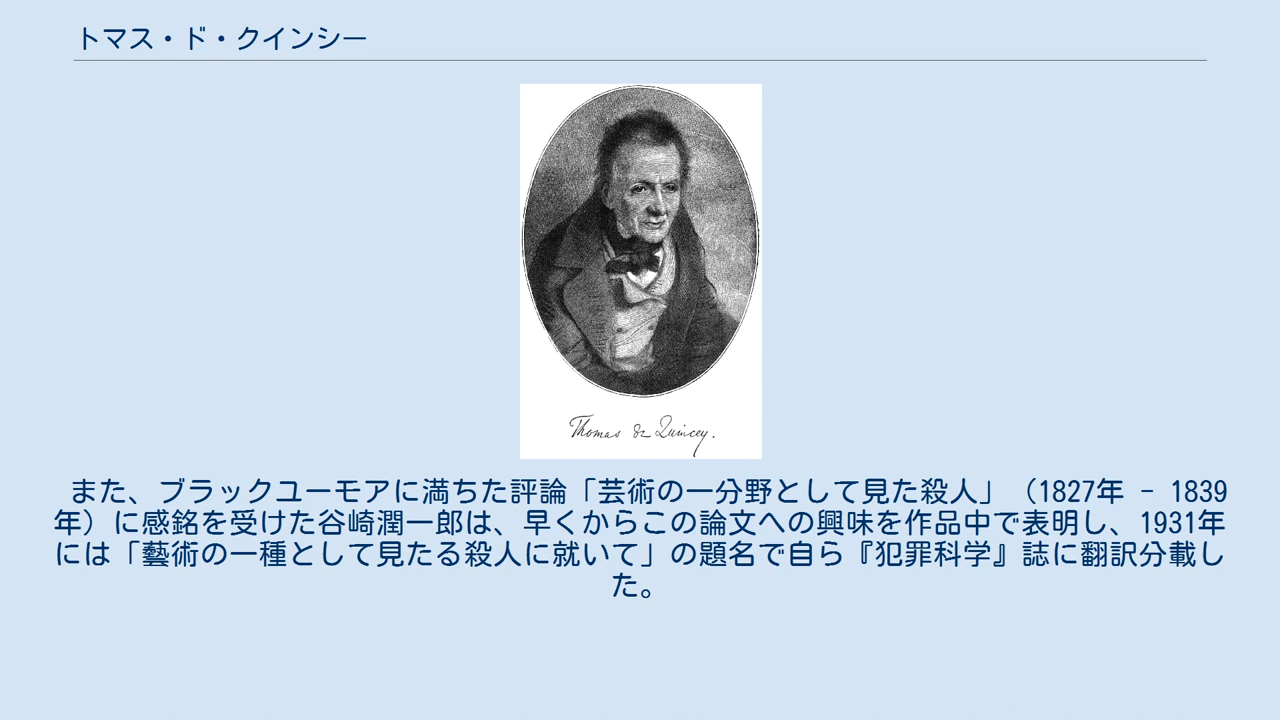 トマス・ド・クインシー
Thomas de Quincey.
また、ブラックユーモアに満ちた評論「芸術の一分野として見た殺人」（1827年 - 1839
年）に感銘を受けた谷崎潤一郎は、早くからこの論文への興味を作品中で表明し、1931年
には「藝術の一種として見たる殺人に就いて」の題名で自ら『犯罪科学』誌に翻訳分載し
た。